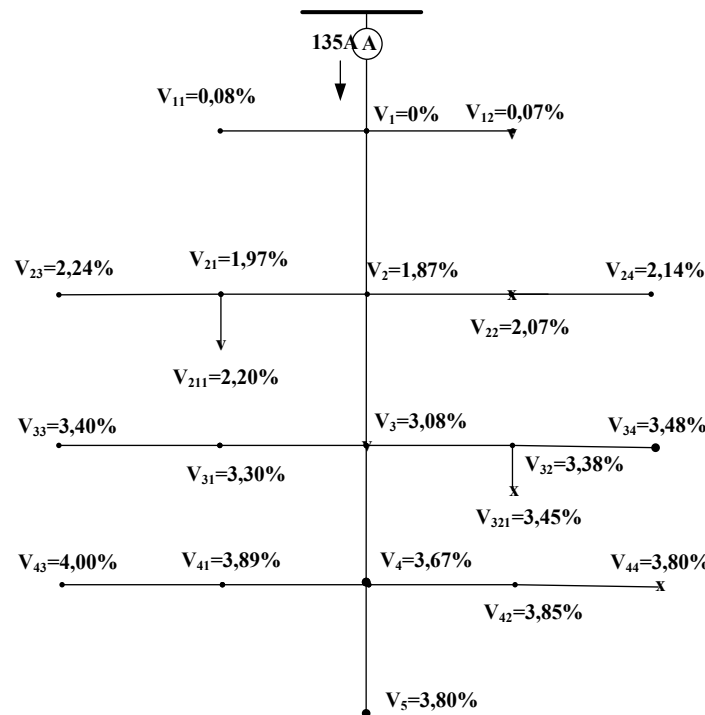 135A A
V₁₁=0,08%
V₁=0% V₁₂=0,07%
V₂₃=2,24% V₂₁=1,97% V₂=1,87% V₂₄=2,14%
x
V₂₂=2,07%
V₂₁₁=2,20%
V₃₃=3,40% V₃=3,08% V₃₄=3,48%
V₃₁=3,30% V₃₂=3,38%
x
V₃₂₁=3,45%
V₄₃=4,00% V₄₁=3,89% V₄=3,67% V₄₄=3,80%
x
V₄₂=3,85%
V₅=3,80%